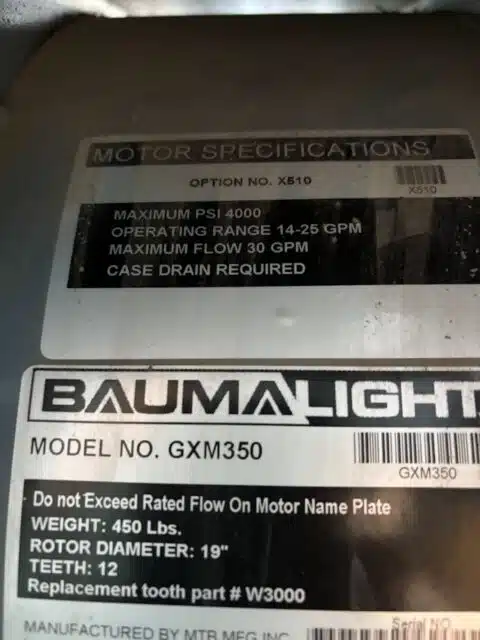 MOTOR SPECIFICATIONS
OPTION NO. X510
X510
MAXIMUM PSI 4000
OPERATING RANGE 14-25 GPM
MAXIMUM FLOW 30 GPM
CASE DRAIN REQUIRED
BAUMALIGHT
MODEL NO. GXM350
GXM350
Do not Exceed Rated Flow On Motor Name Plate
WEIGHT: 450 Lbs.
ROTOR DIAMETER: 19"
TEETH: 12
Replacement tooth part # W3000
MANUFACTURED BY MTB MFG INC
Serial NO